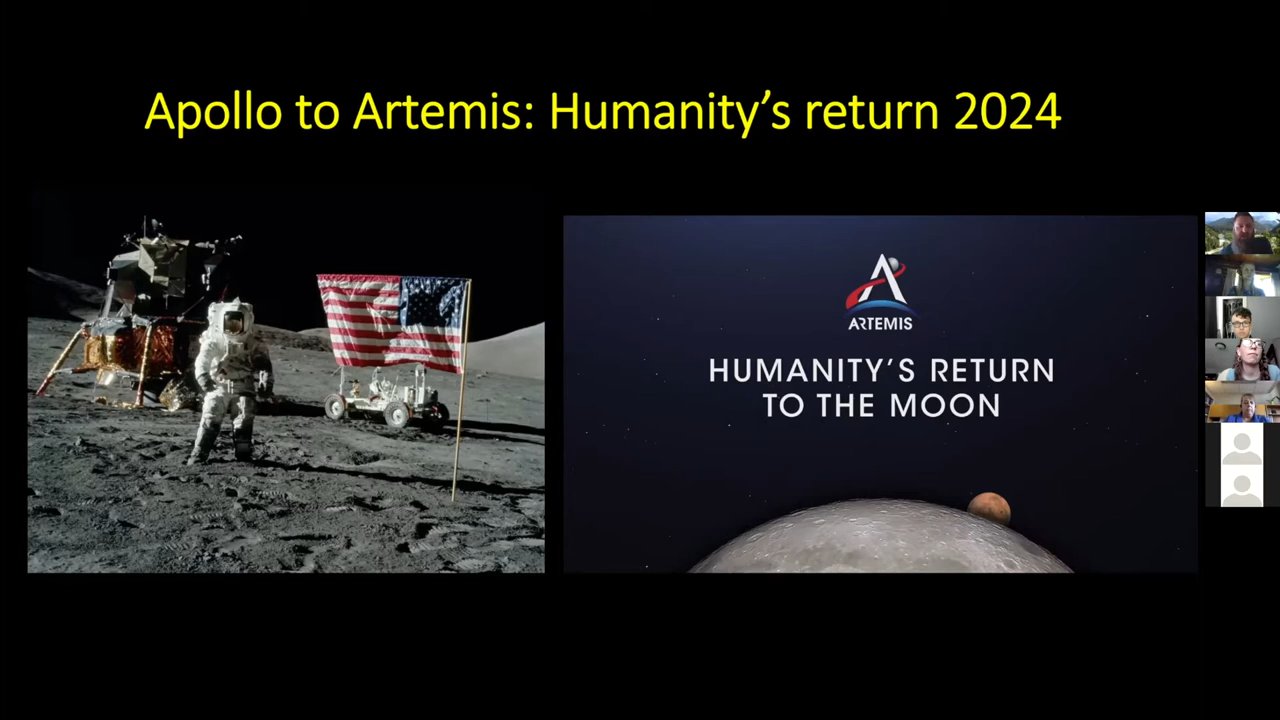 Apollo to Artemis: Humanity’s return 2024
ARTEMIS
HUMANITY’S RETURN
TO THE MOON